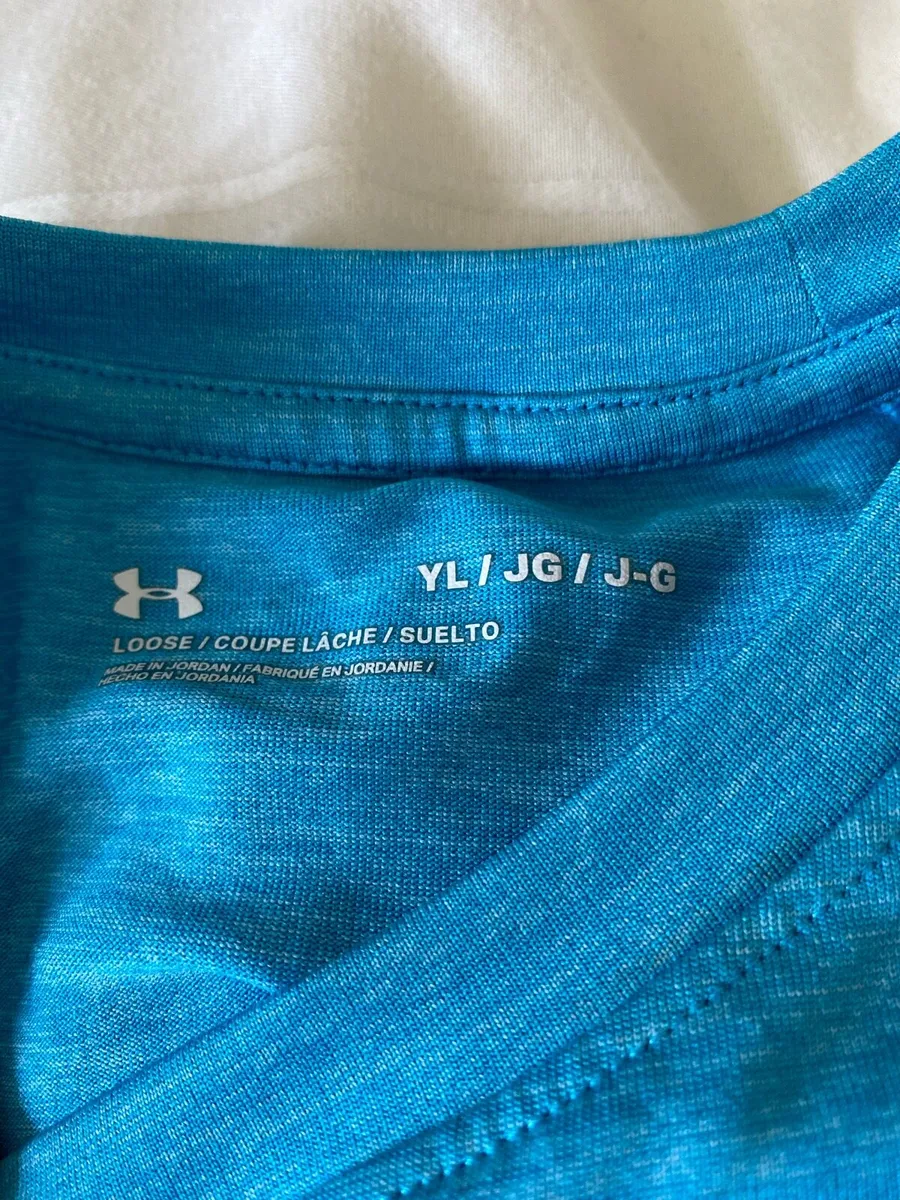 YL / JG / J-G
LOOSE / COUPE LÂCHE / SUELTO
MADE IN JORDAN / FABRIQUÉ EN JORDANIE /
HECHO EN JORDANIA